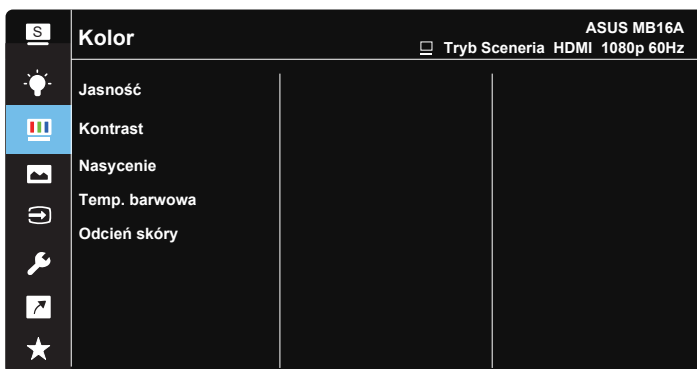 S
Kolor
ASUS MB16A
Tryb Sceneria HDMI 1080p 60Hz
Jasność
Kontrast
Nasycenie
Temp. barwowa
Odcień skóry